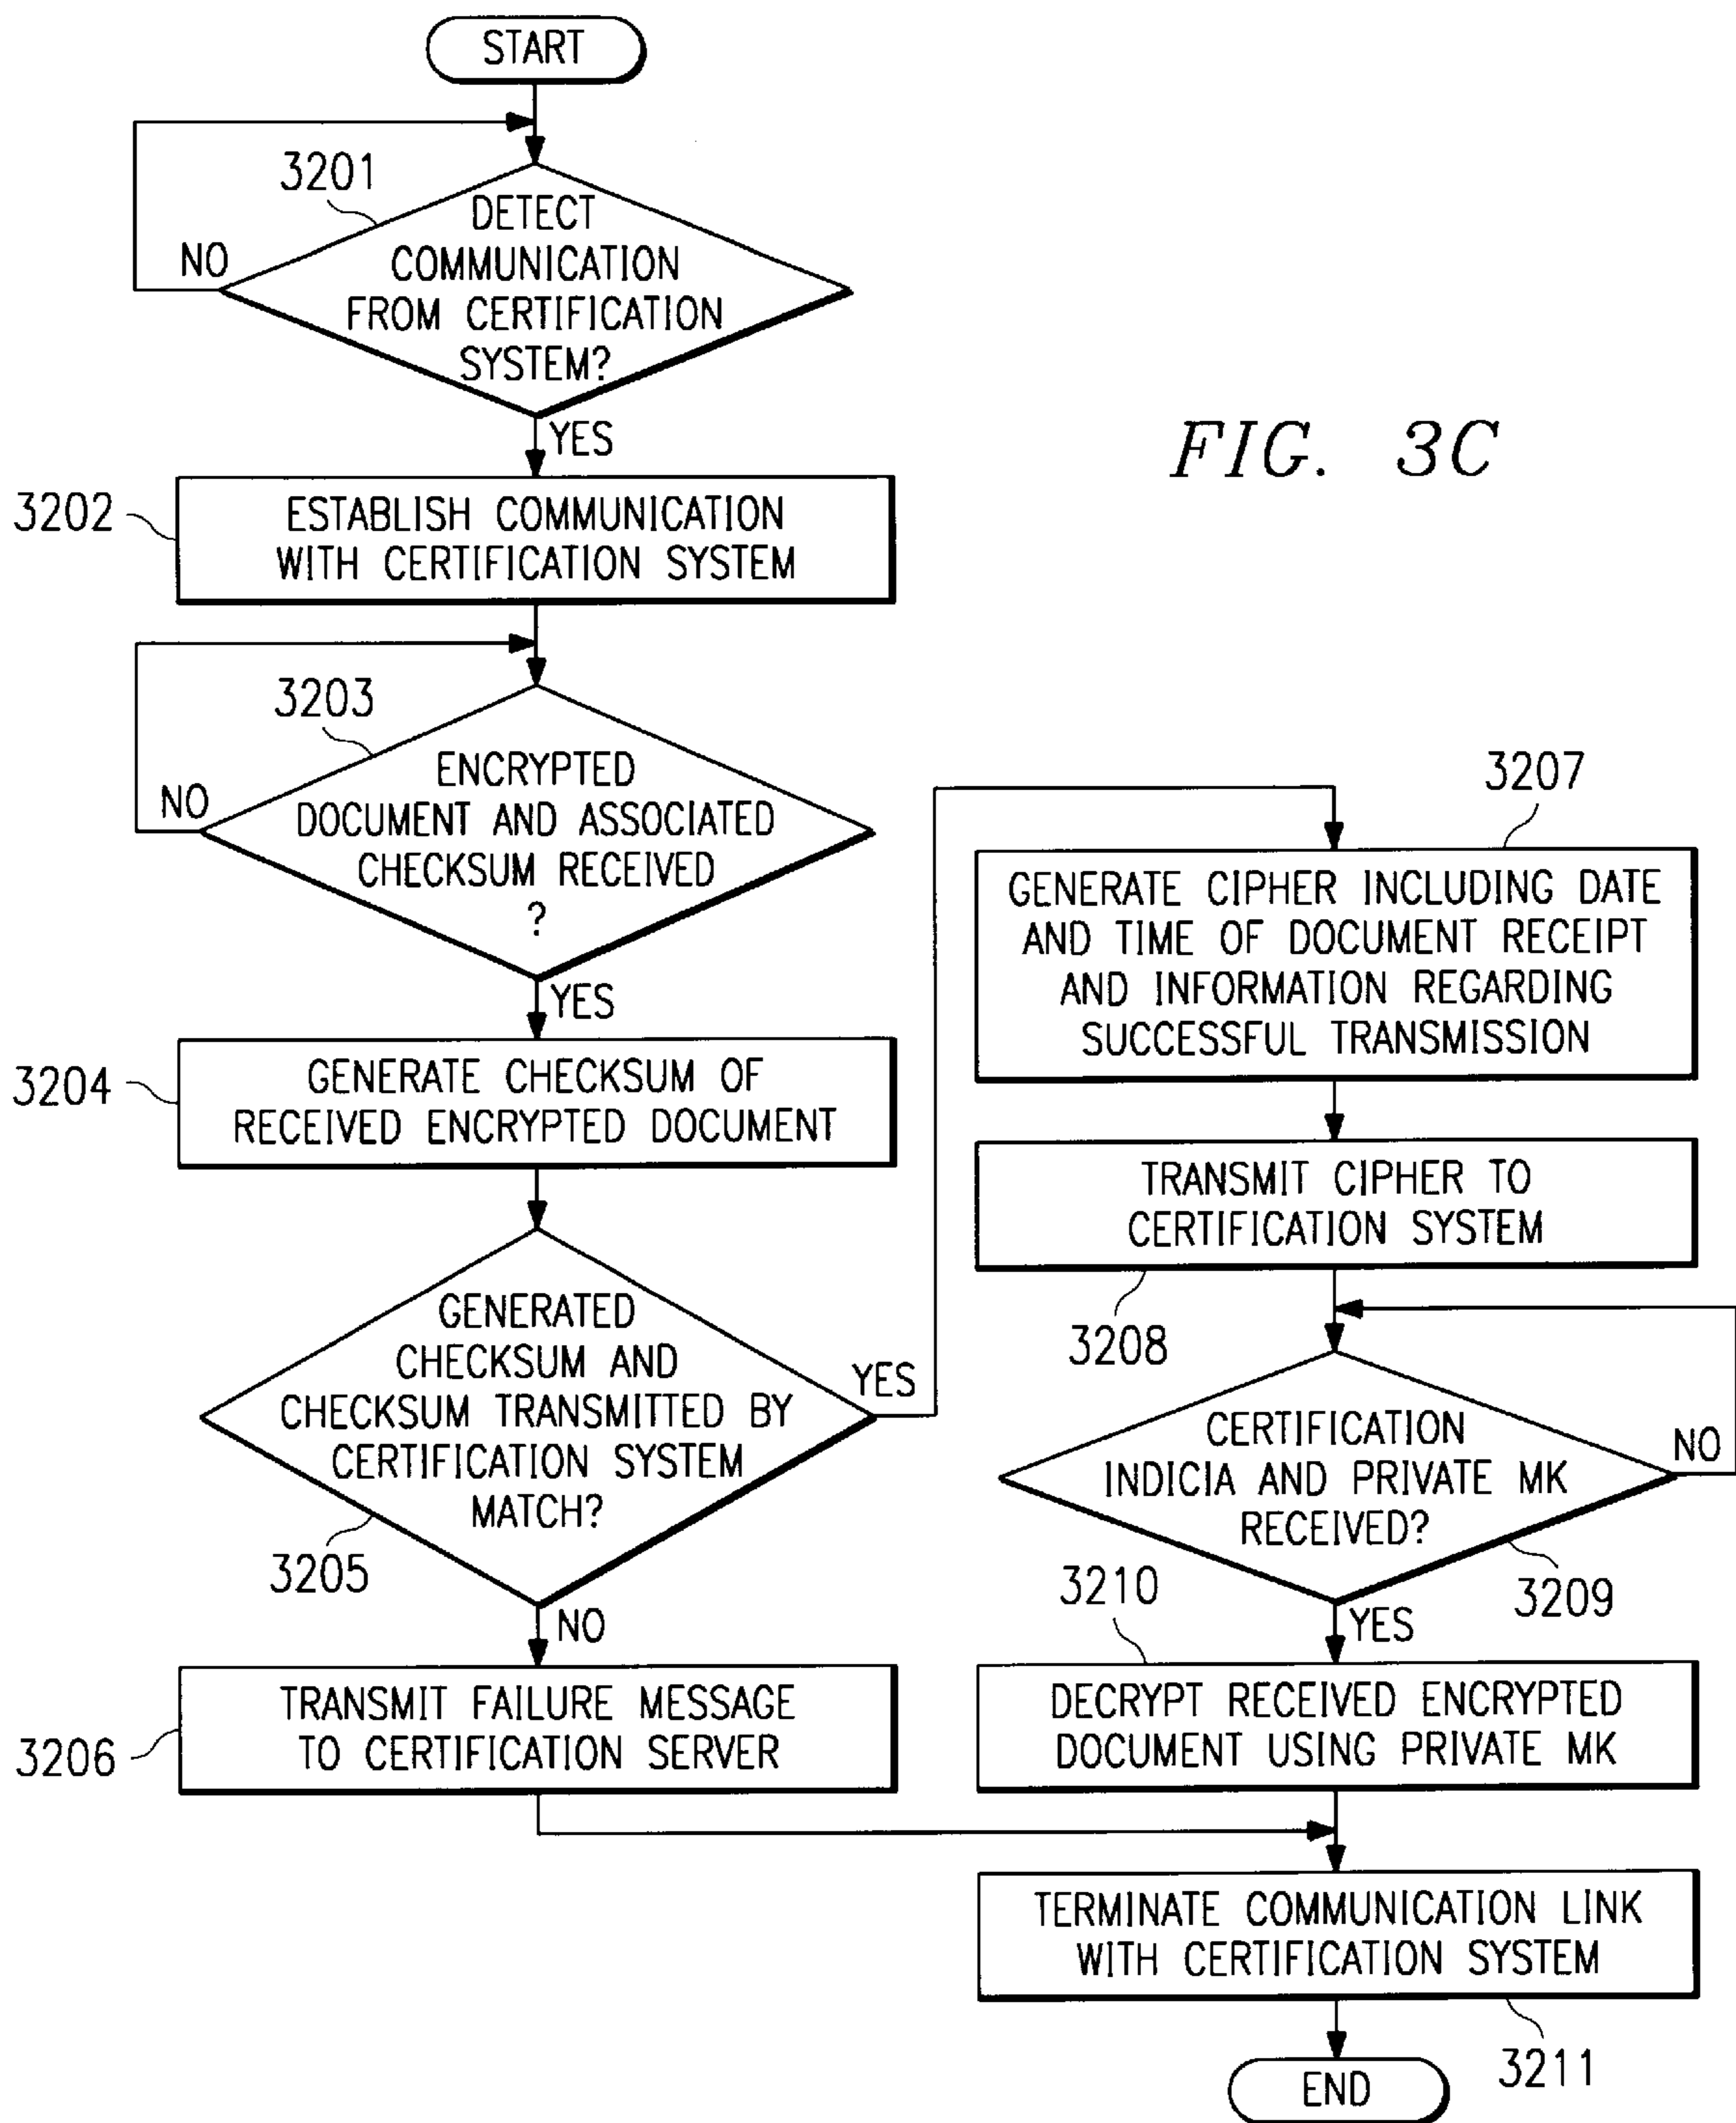 START
3201
DETECT
COMMUNICATION
FROM CERTIFICATION
SYSTEM?
NO
YES
FIG. 3C
3202
ESTABLISH COMMUNICATION
WITH CERTIFICATION SYSTEM
3203
ENCRYPTED
DOCUMENT AND ASSOCIATED
CHECKSUM RECEIVED
?
NO
YES
3204
GENERATE CHECKSUM OF
RECEIVED ENCRYPTED DOCUMENT
GENERATED
CHECKSUM AND
CHECKSUM TRANSMITTED BY
CERTIFICATION SYSTEM
MATCH?
YES
3205
NO
3206
TRANSMIT FAILURE MESSAGE
TO CERTIFICATION SERVER
3207
GENERATE CIPHER INCLUDING DATE
AND TIME OF DOCUMENT RECEIPT
AND INFORMATION REGARDING
SUCCESSFUL TRANSMISSION
TRANSMIT CIPHER TO
CERTIFICATION SYSTEM
3208
CERTIFICATION
INDICIA AND PRIVATE MK
RECEIVED?
NO
3209
YES
3210
DECRYPT RECEIVED ENCRYPTED
DOCUMENT USING PRIVATE MK
TERMINATE COMMUNICATION LINK
WITH CERTIFICATION SYSTEM
3211
END